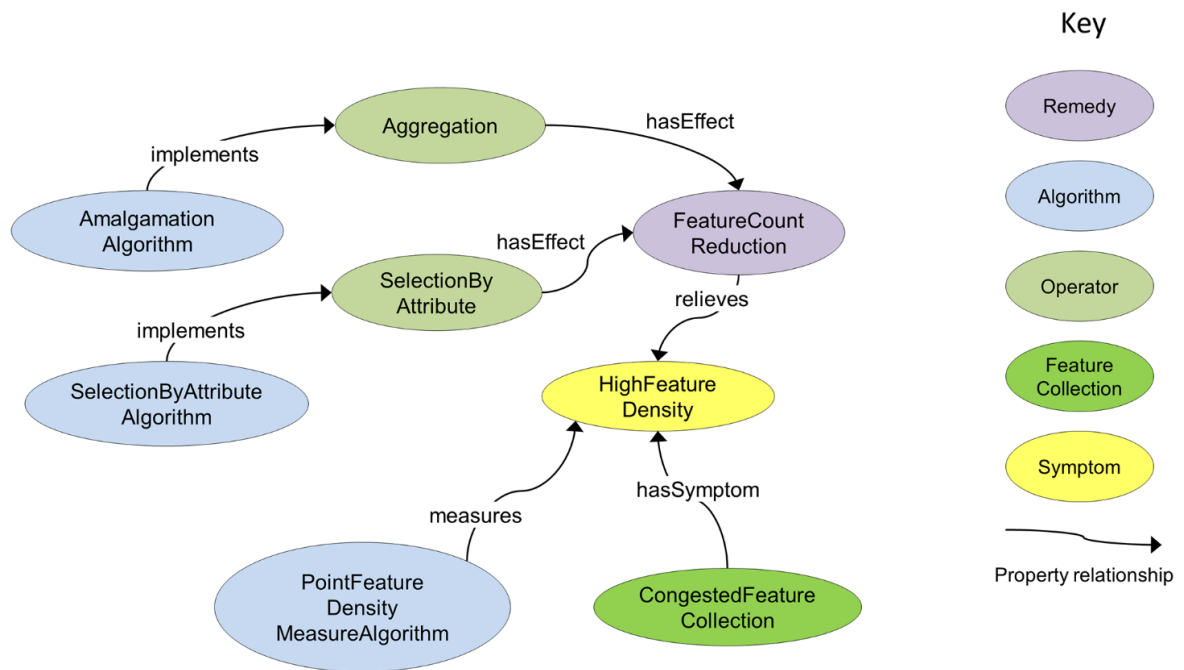 Key
Remedy
Algorithm
Operator
Feature
Collection
Symptom
Property relationship
Aggregation
hasEffect
implements
Amalgamation
Algorithm
FeatureCount
Reduction
hasEffect
SelectionBy
Attribute
relieves
implements
SelectionByAttribute
Algorithm
HighFeature
Density
hasSymptom
measures
PointFeature
Density
MeasureAlgorithm
CongestedFeature
Collection